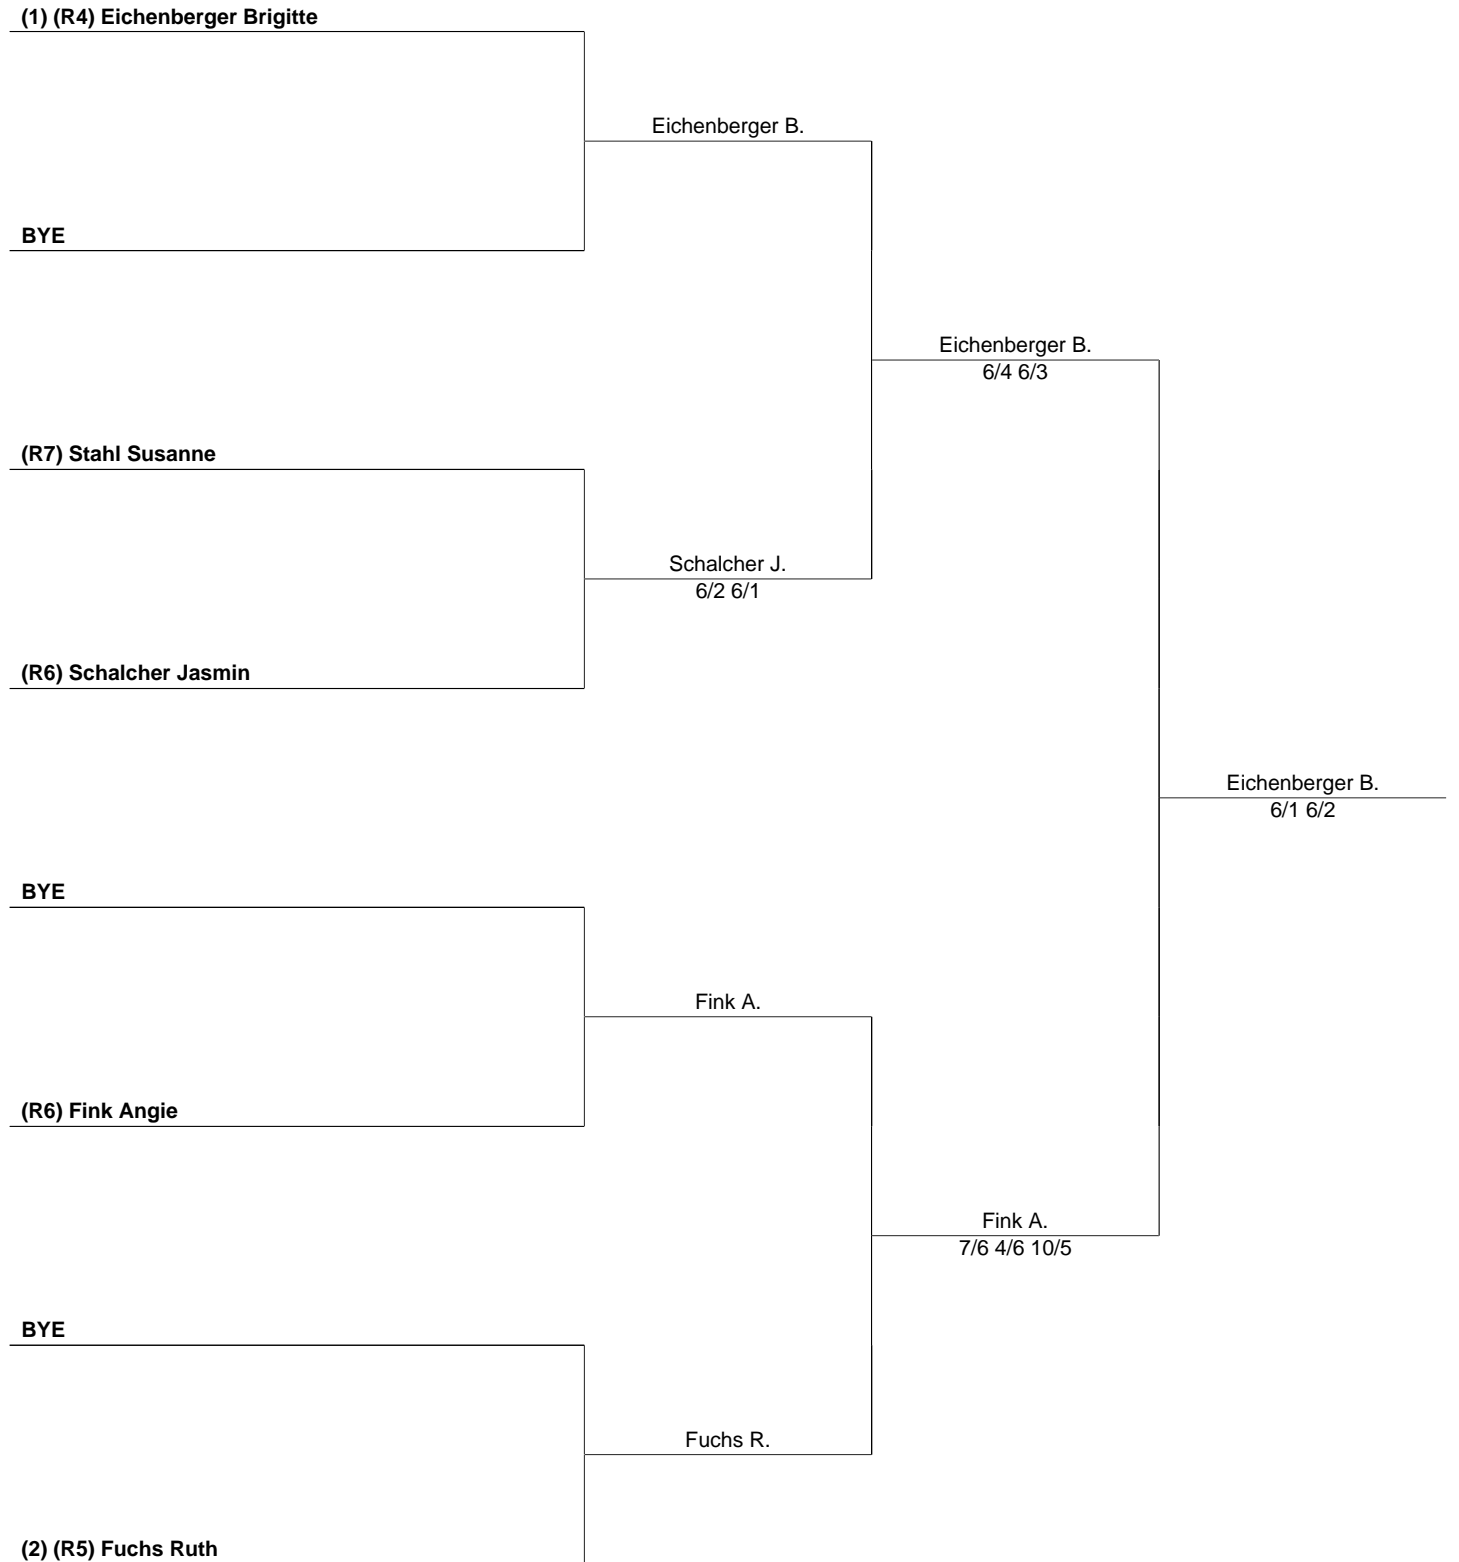 (1) (R4) Eichenberger Brigitte
Eichenberger B.
BYE
Eichenberger B.
6/4 6/3
(R7) Stahl Susanne
Schalcher J.
6/2 6/1
(R6) Schalcher Jasmin
Eichenberger B.
6/1 6/2
BYE
Fink A.
(R6) Fink Angie
Fink A.
7/6 4/6 10/5
BYE
Fuchs R.
(2) (R5) Fuchs Ruth